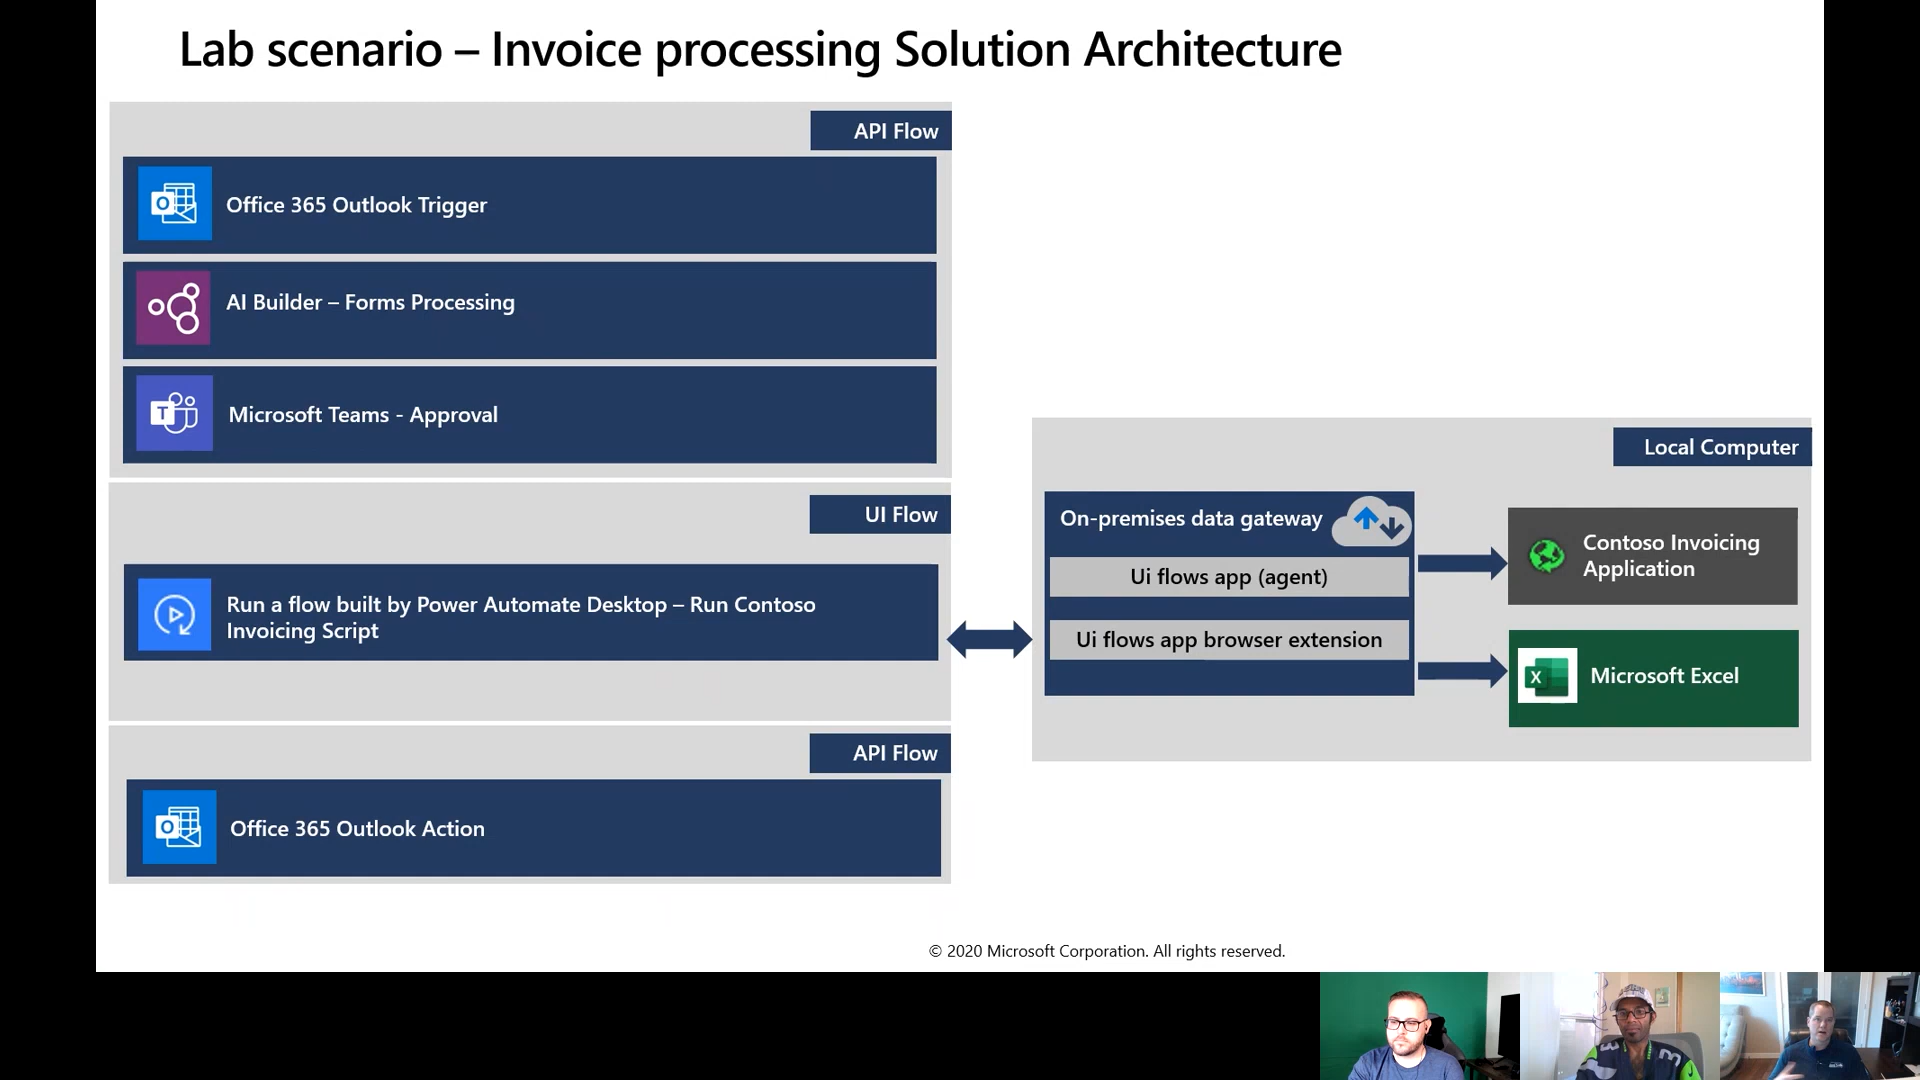 Lab scenario – Invoice processing Solution Architecture
API Flow
Office 365 Outlook Trigger
AI Builder – Forms Processing
Microsoft Teams - Approval
UI Flow
Run a flow built by Power Automate Desktop – Run Contoso
Invoicing Script
API Flow
Office 365 Outlook Action
Local Computer
On-premises data gateway
Ui flows app (agent)
Ui flows app browser extension
Contoso Invoicing
Application
Microsoft Excel
© 2020 Microsoft Corporation. All rights reserved.